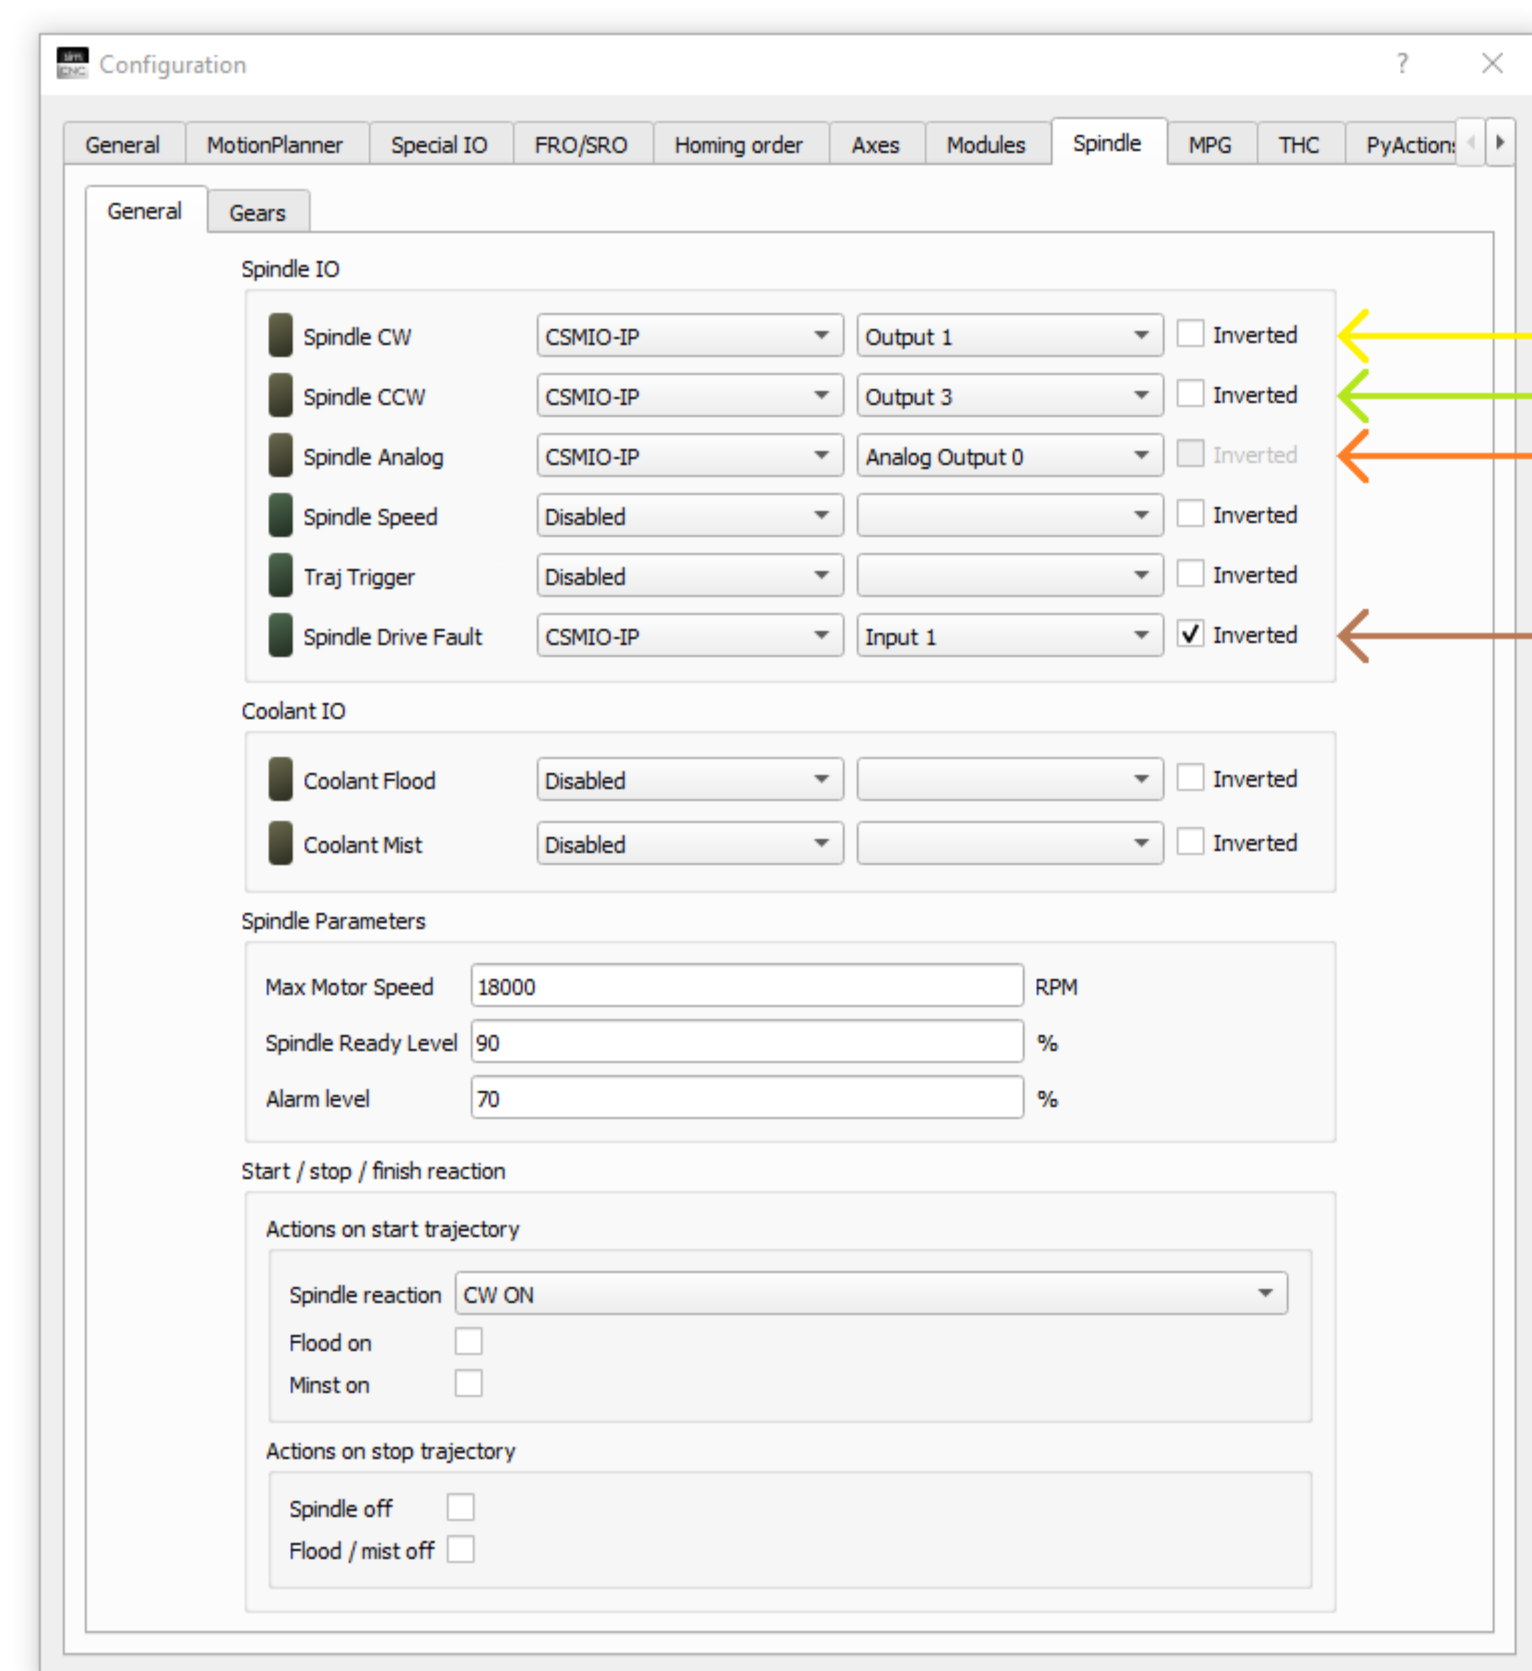 sim CNC Configuration ?
General MotionPlanner Special IO FRO/SRO Homing order Axes Modules Spindle MPG THC PyAction
General Gears
Spindle IO
Spindle CW CSMIO-IP Output 1 Inverted
Spindle CCW CSMIO-IP Output 3 Inverted
Spindle Analog CSMIO-IP Analog Output 0 Inverted
Spindle Speed Disabled Inverted
Traj Trigger Disabled Inverted
Spindle Drive Fault CSMIO-IP Input 1 Inverted
Coolant IO
Coolant Flood Disabled Inverted
Coolant Mist Disabled Inverted
Spindle Parameters
Max Motor Speed 18000 RPM
Spindle Ready Level 90 %
Alarm level 70 %
Start / stop / finish reaction
Actions on start trajectory
Spindle reaction CW ON
Flood on
Minst on
Actions on stop trajectory
Spindle off
Flood / mist off